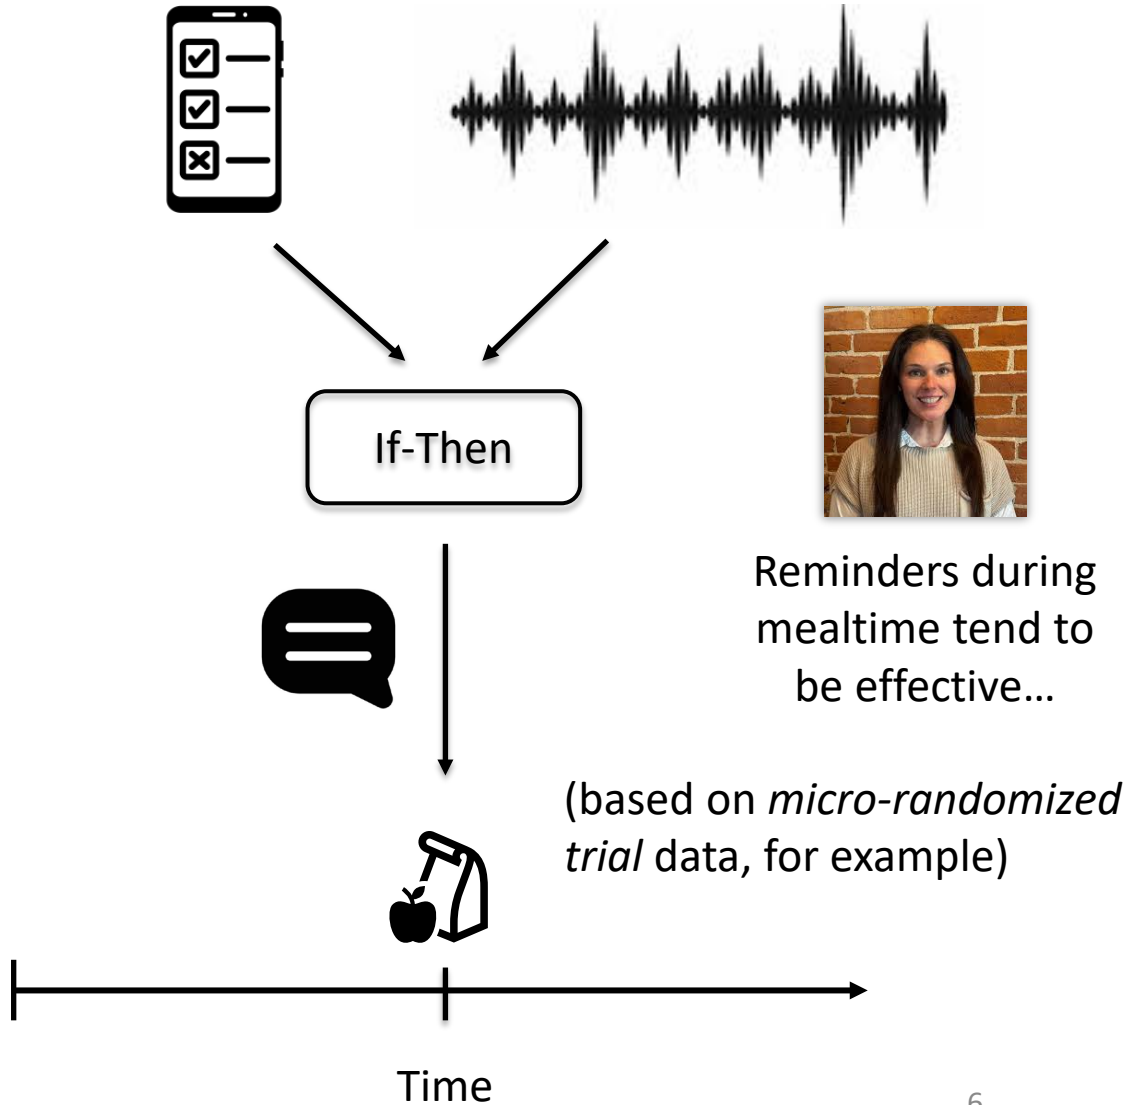 If-Then
Reminders during
mealtime tend to
be effective…
(based on micro-randomized
trial data, for example)
Time
6